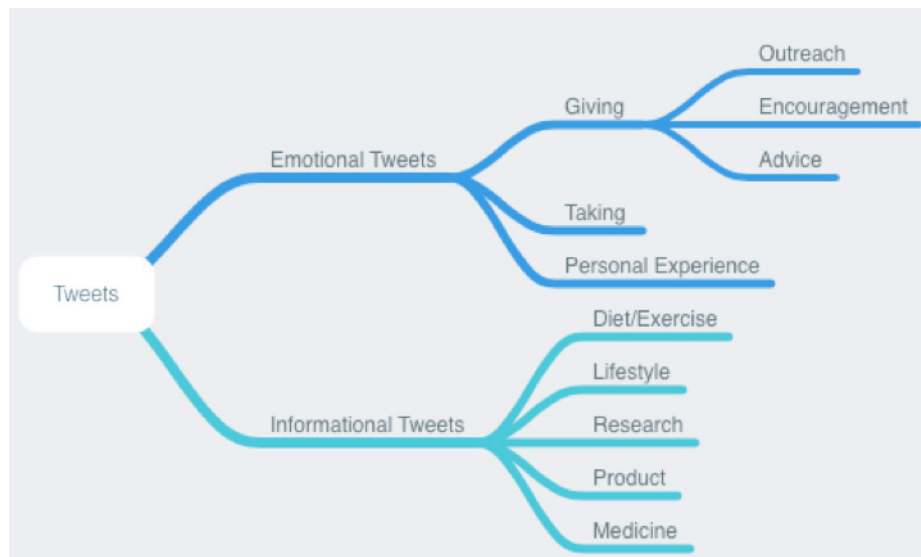 Tweets
Emotional Tweets
Giving
Outreach
Encouragement
Advice
Taking
Personal Experience
Informational Tweets
Diet/Exercise
Lifestyle
Research
Product
Medicine